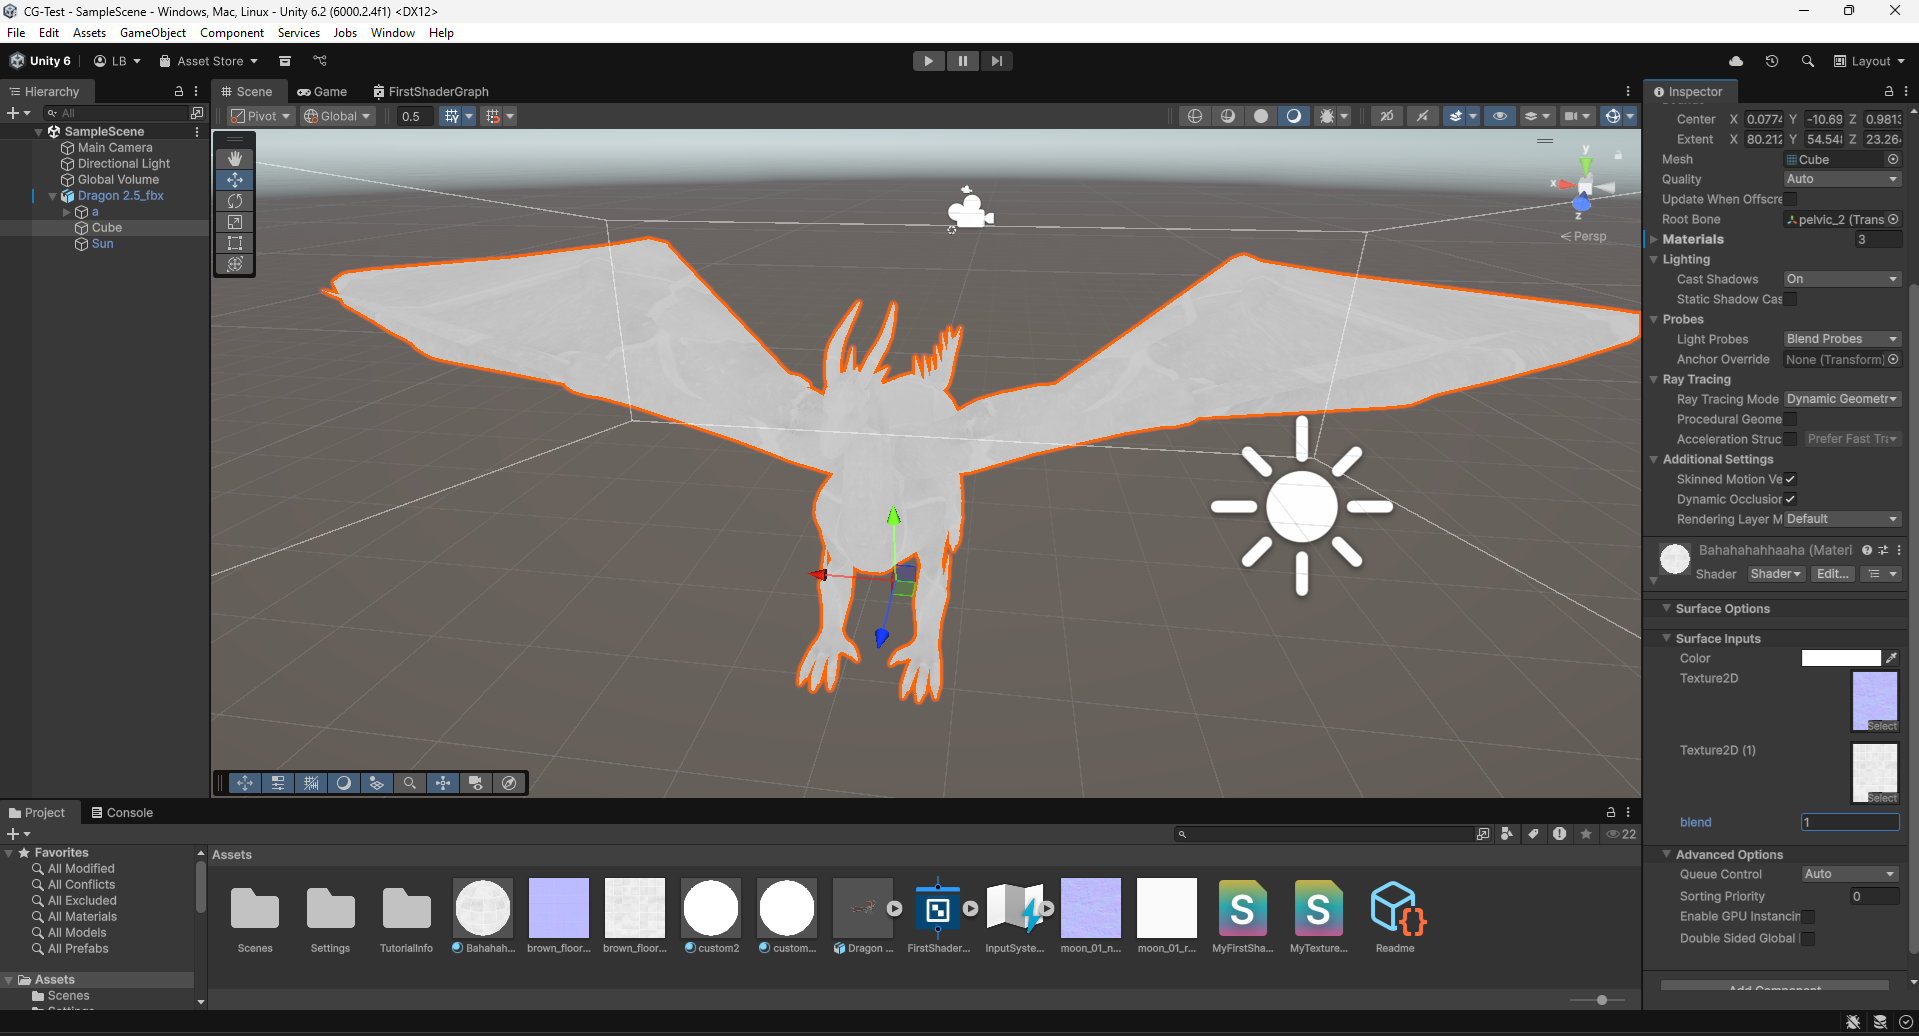 CG-Test - SampleScene - Windows, Mac, Linux - Unity 6.2 (6000.2.4f1) <DX12>
File Edit Assets GameObject Component Services Jobs Window Help
Unity 6 LB Asset Store Layout
Hierarchy
All
SampleScene
Main Camera
Directional Light
Global Volume
Dragon 2.5_fbx
a
Cube
Sun
Scene Game FirstShaderGraph
Pivot Global 0.5 2D
y
x
z
Persp
Inspector
Center X 0.0774 Y -10.69 Z 0.9813
Extent X 80.212 Y 54.548 Z 23.264
Mesh Cube
Quality Auto
Update When Offscre
Root Bone pelvic_2 (Trans
Materials 3
Lighting
Cast Shadows On
Static Shadow Cas
Probes
Light Probes Blend Probes
Anchor Override None (Transform)
Ray Tracing
Ray Tracing Mode Dynamic Geometr
Procedural Geome
Acceleration Struc Prefer Fast Tra
Additional Settings
Skinned Motion Ve
Dynamic Occlusion
Rendering Layer M Default
Bahahahahhaaha (Materi
Shader Shader Edit...
Surface Options
Surface Inputs
Color
Texture2D
Select
Texture2D (1)
Select
blend 1
Advanced Options
Queue Control Auto
Sorting Priority 0
Enable GPU Instancin
Double Sided Global
Project Console
22
Favorites
All Modified
All Conflicts
All Excluded
All Materials
All Models
All Prefabs
Assets
Scenes
Assets
Scenes Settings TutorialInfo Bahahah... brown_floor... brown_floor... custom2 custom... Dragon ... FirstShader... InputSyste... moon_01_n... moon_01_r... MyFirstSha... MyTexture... Readme